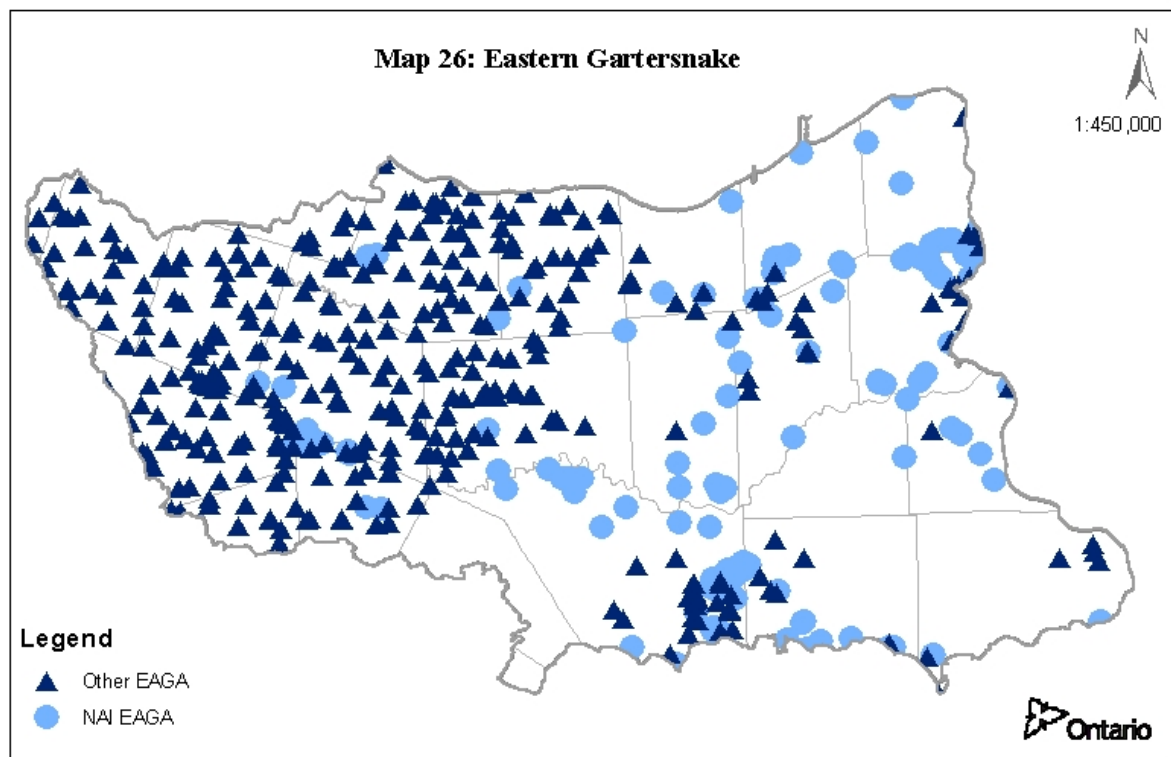 Map 26: Eastern Gartersnake
N
1:450,000
Legend
Other EAGA
NAI EAGA
Ontario